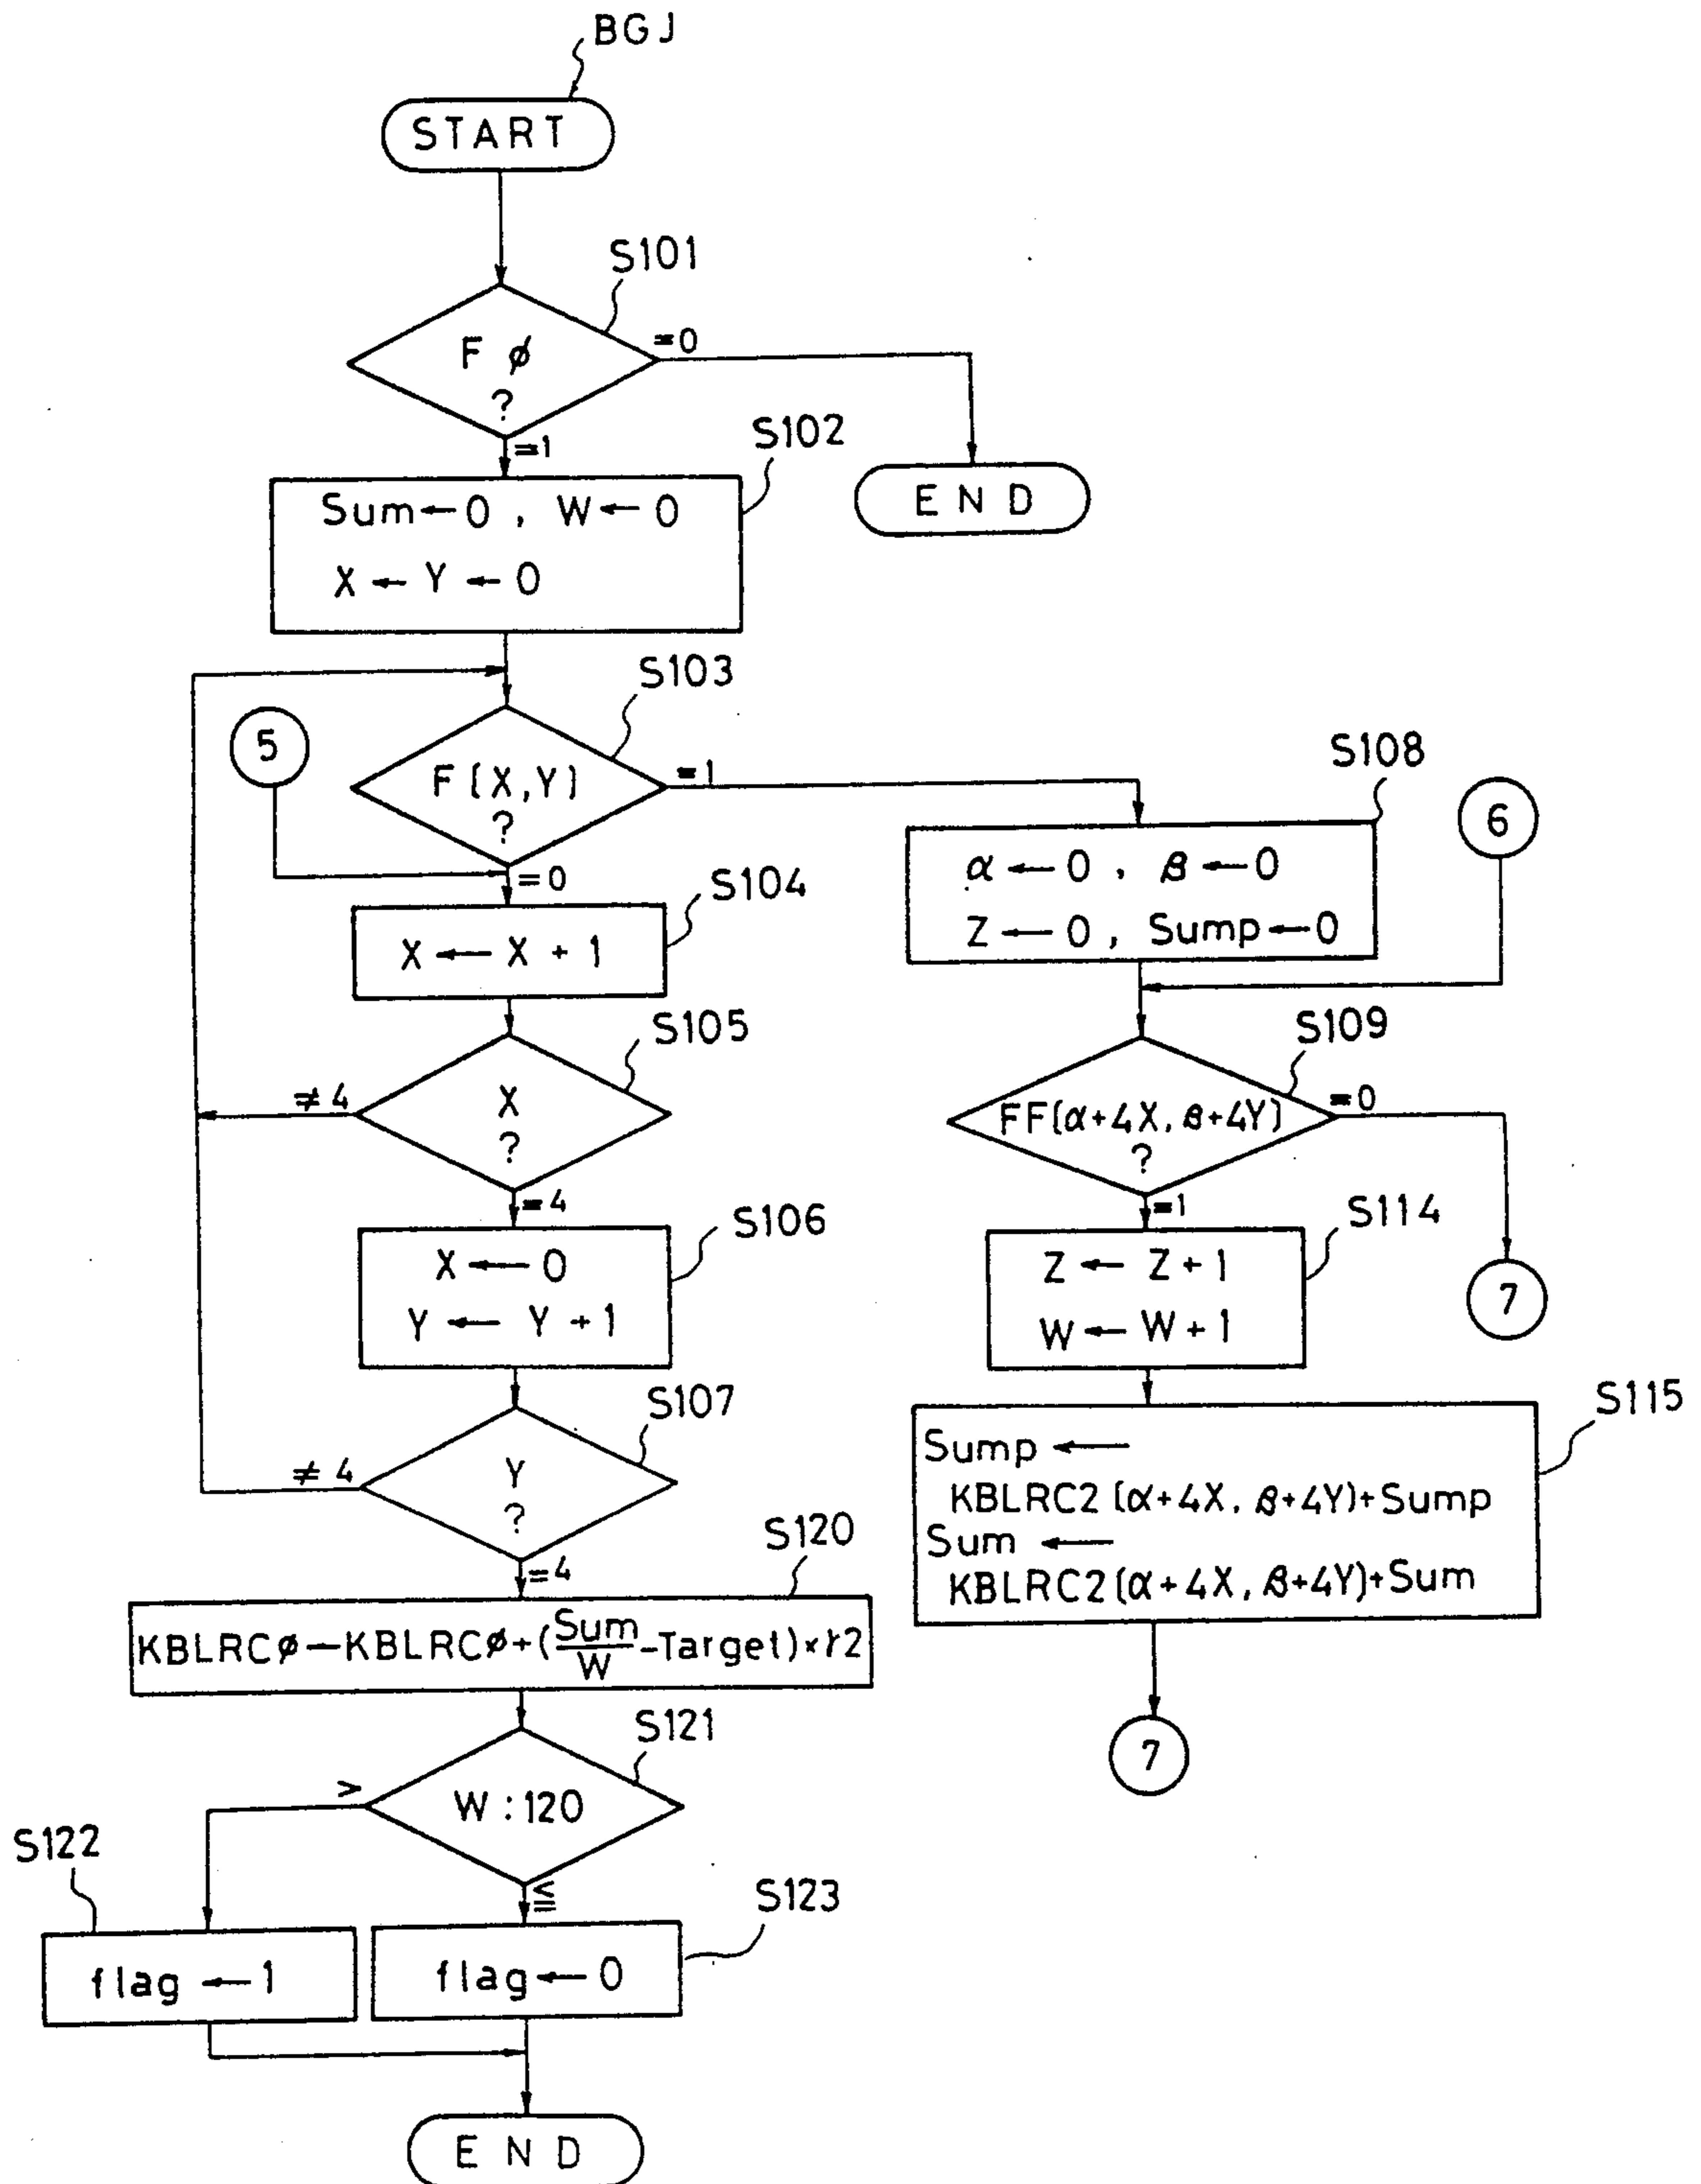 BGJ
START
S101
F ϕ
?
=0
=1
END
S102
Sum←0 , W←0
X ← Y ← 0
S103
5
F[X,Y]
?
=1
=0
S104
X ← X + 1
S105
X
?
≠4
=4
S106
X ← 0
Y ← Y + 1
S107
Y
?
≠ 4
=4
S120
KBLRCϕ—KBLRCϕ+(Sum/W-Target)×r2
S121
W : 120
>
≦
S122
flag ← 1
S123
flag ← 0
END
S108
6
α ← 0 , β ← 0
Z ← 0 , Sump ← 0
S109
FF[α+4X, β+4Y]
?
=0
=1
S114
Z ← Z + 1
W ← W + 1
7
S115
Sump ←
KBLRC2 [α+4X, β+4Y)+Sump
Sum ←
KBLRC2 (α+4X, β+4Y)+Sum
7